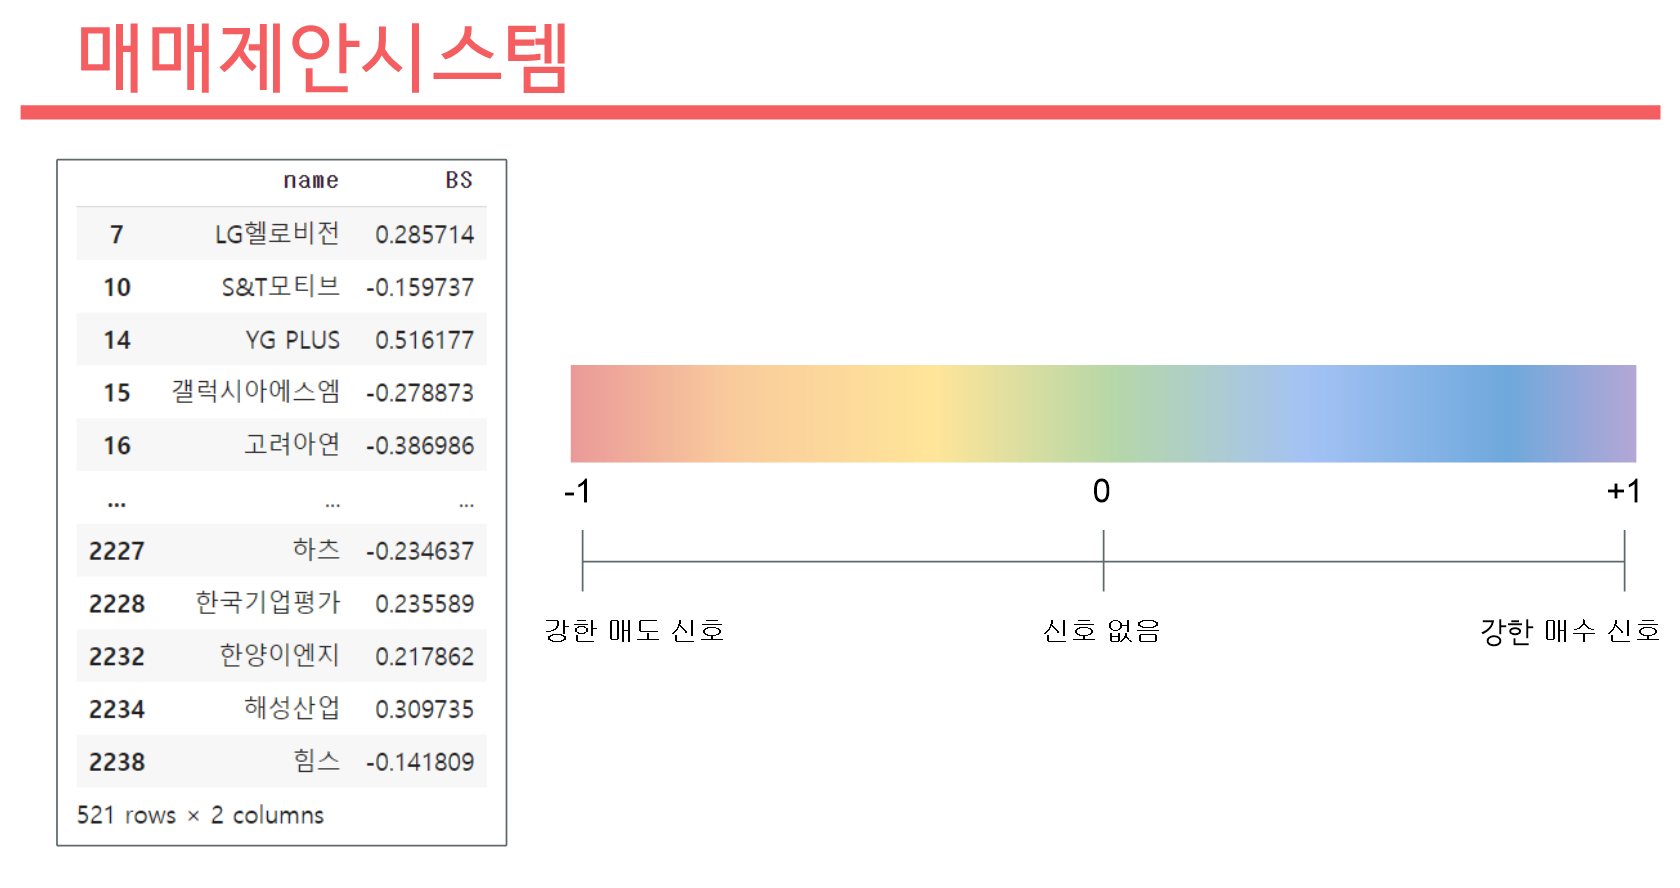 매매제안시스템
name BS
7 LG헬로비전 0.285714
10 S&T모티브 -0.159737
14 YG PLUS 0.516177
15 갤럭시아에스엠 -0.278873
16 고려아연 -0.386986
... ... ...
2227 하츠 -0.234637
2228 한국기업평가 0.235589
2232 한양이엔지 0.217862
2234 해성산업 0.309735
2238 힘스 -0.141809
521 rows × 2 columns
-1 0 +1
강한 매도 신호 신호 없음 강한 매수 신호